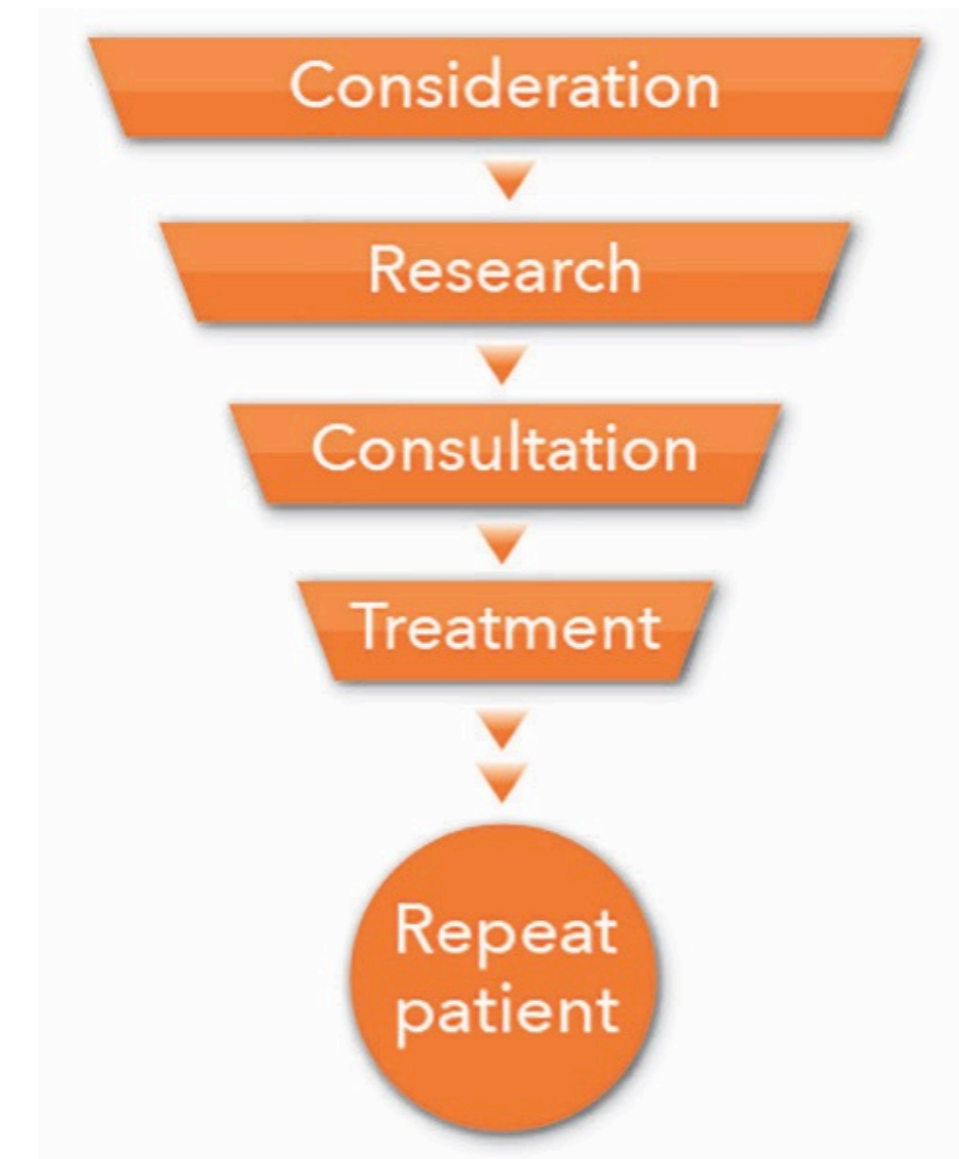 Consideration
Research
Consultation
Treatment
Repeat
patient